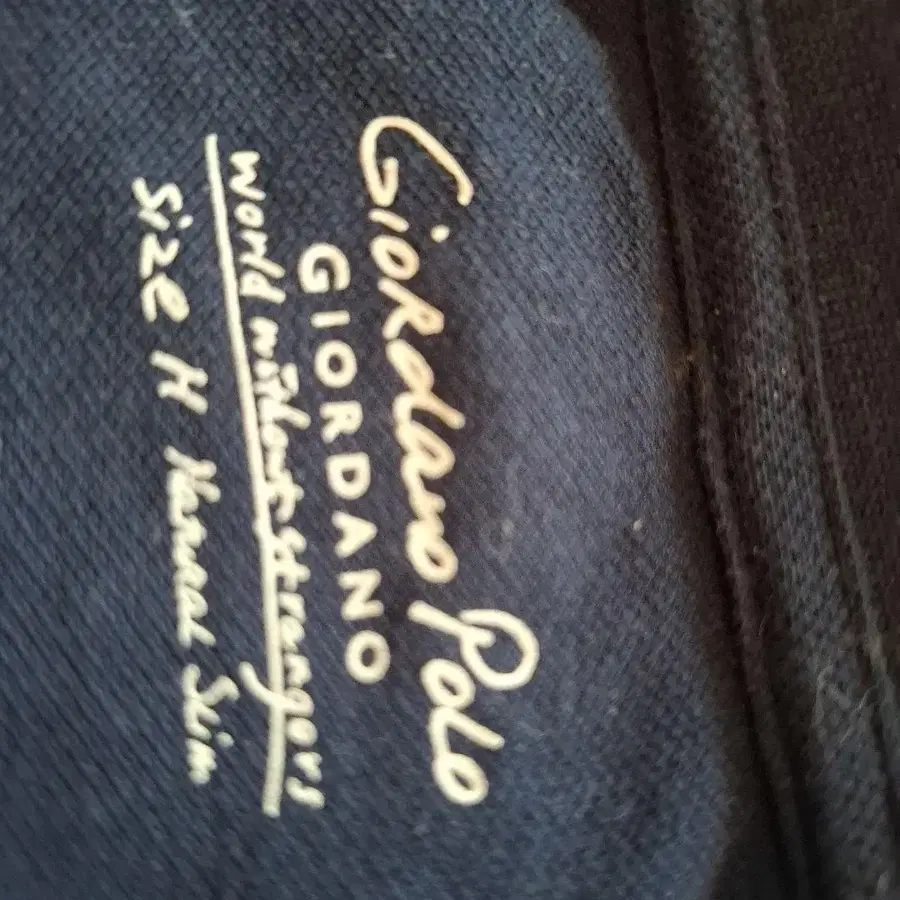 Giordano Polo
GIORDANO
World without strangers
Size H Normal Slim